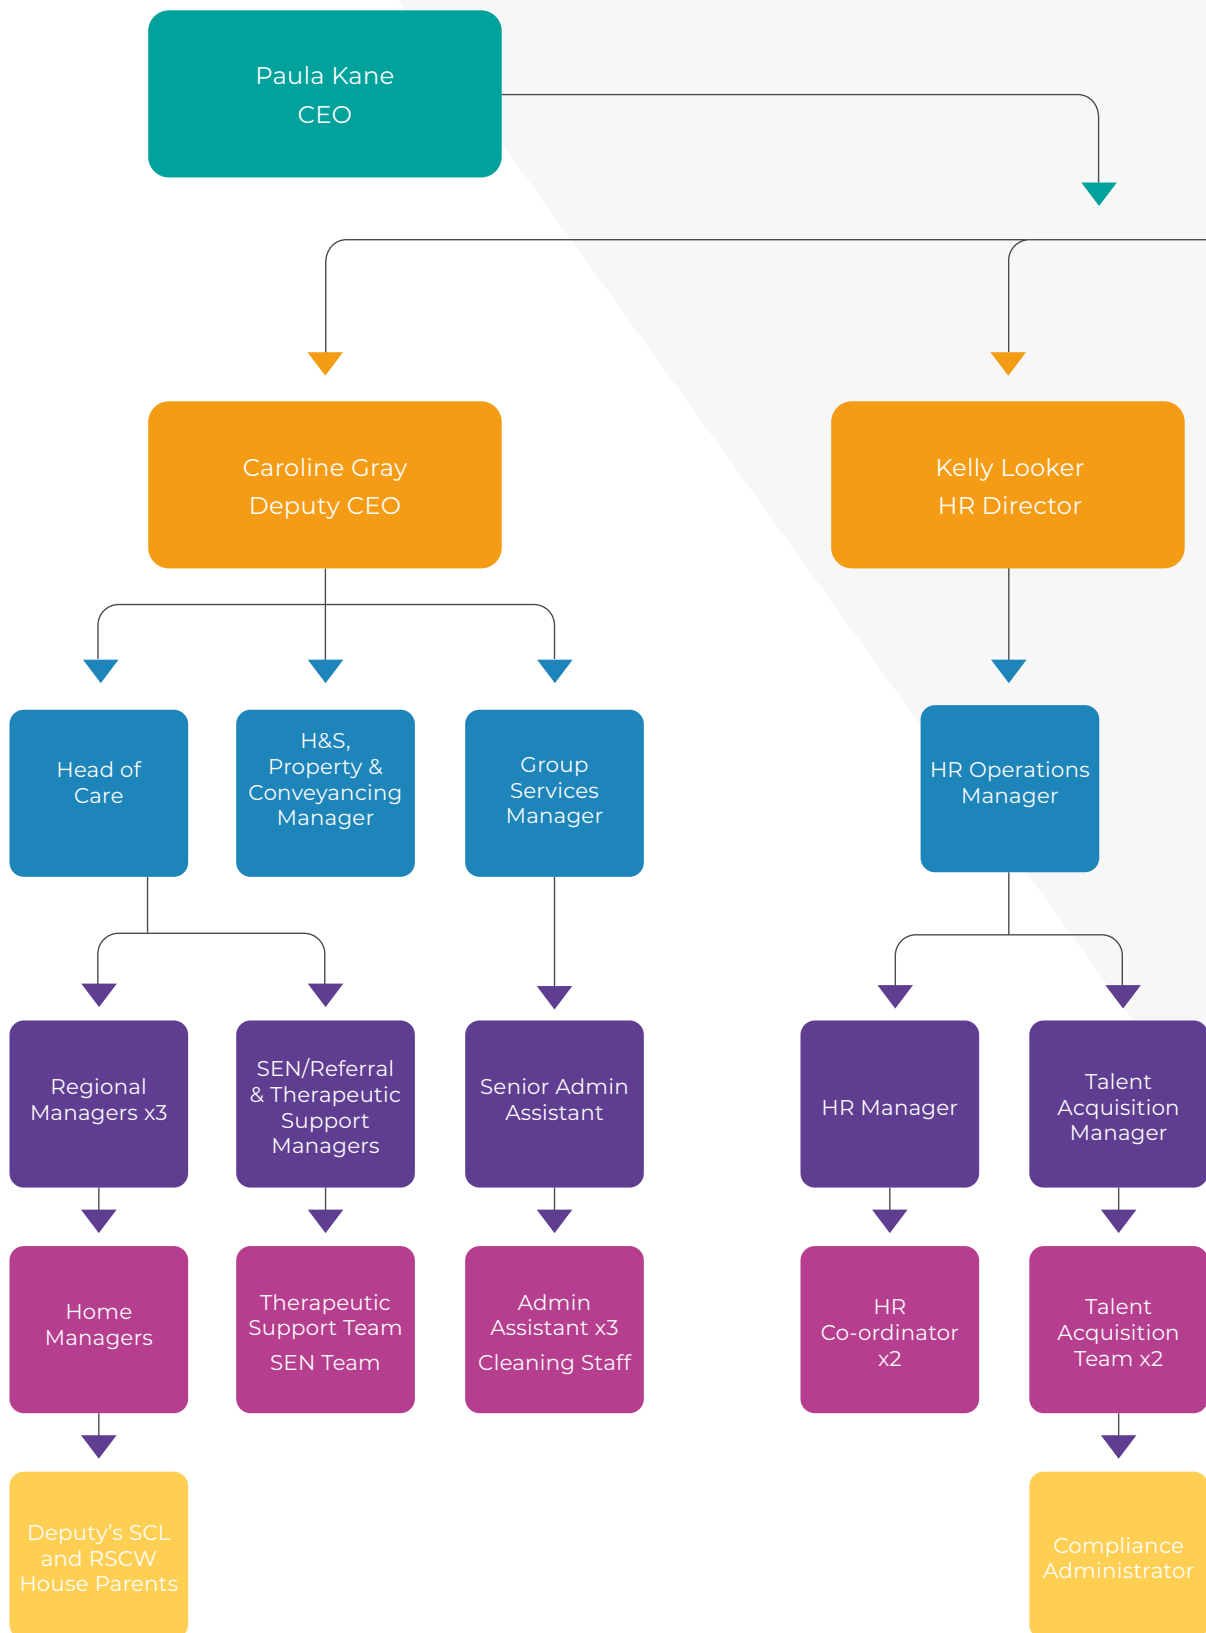 Paula Kane
CEO
Caroline Gray
Deputy CEO
Kelly Looker
HR Director
Head of
Care
H&S,
Property &
Conveyancing
Manager
Group
Services
Manager
HR Operations
Manager
Regional
Managers x3
SEN/Referral
& Therapeutic
Support
Managers
Senior Admin
Assistant
HR Manager
Talent
Acquisition
Manager
Home
Managers
Therapeutic
Support Team
SEN Team
Admin
Assistant x3
Cleaning Staff
HR
Co-ordinator
x2
Talent
Acquisition
Team x2
Deputy’s SCL
and RSCW
House Parents
Compliance
Administrator